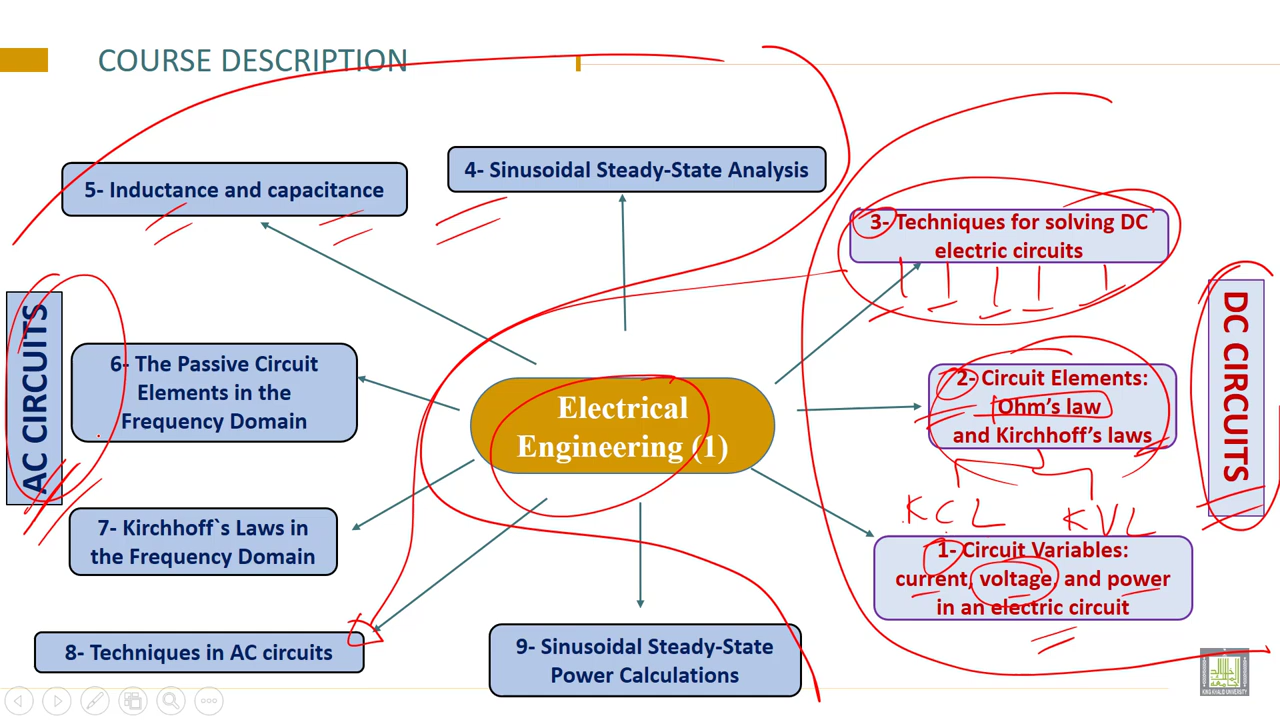 COURSE DESCRIPTION
5- Inductance and capacitance
4- Sinusoidal Steady-State Analysis
3- Techniques for solving DC
electric circuits
AC CIRCUITS
6- The Passive Circuit
Elements in the
Frequency Domain
Electrical
Engineering (1)
2- Circuit Elements:
Ohm's law
and Kirchhoff's laws
DC CIRCUITS
KCL
KVL
7- Kirchhoff`s Laws in
the Frequency Domain
1- Circuit Variables:
current, voltage, and power
in an electric circuit
8- Techniques in AC circuits
9- Sinusoidal Steady-State
Power Calculations
KING KHALID UNIVERSITY